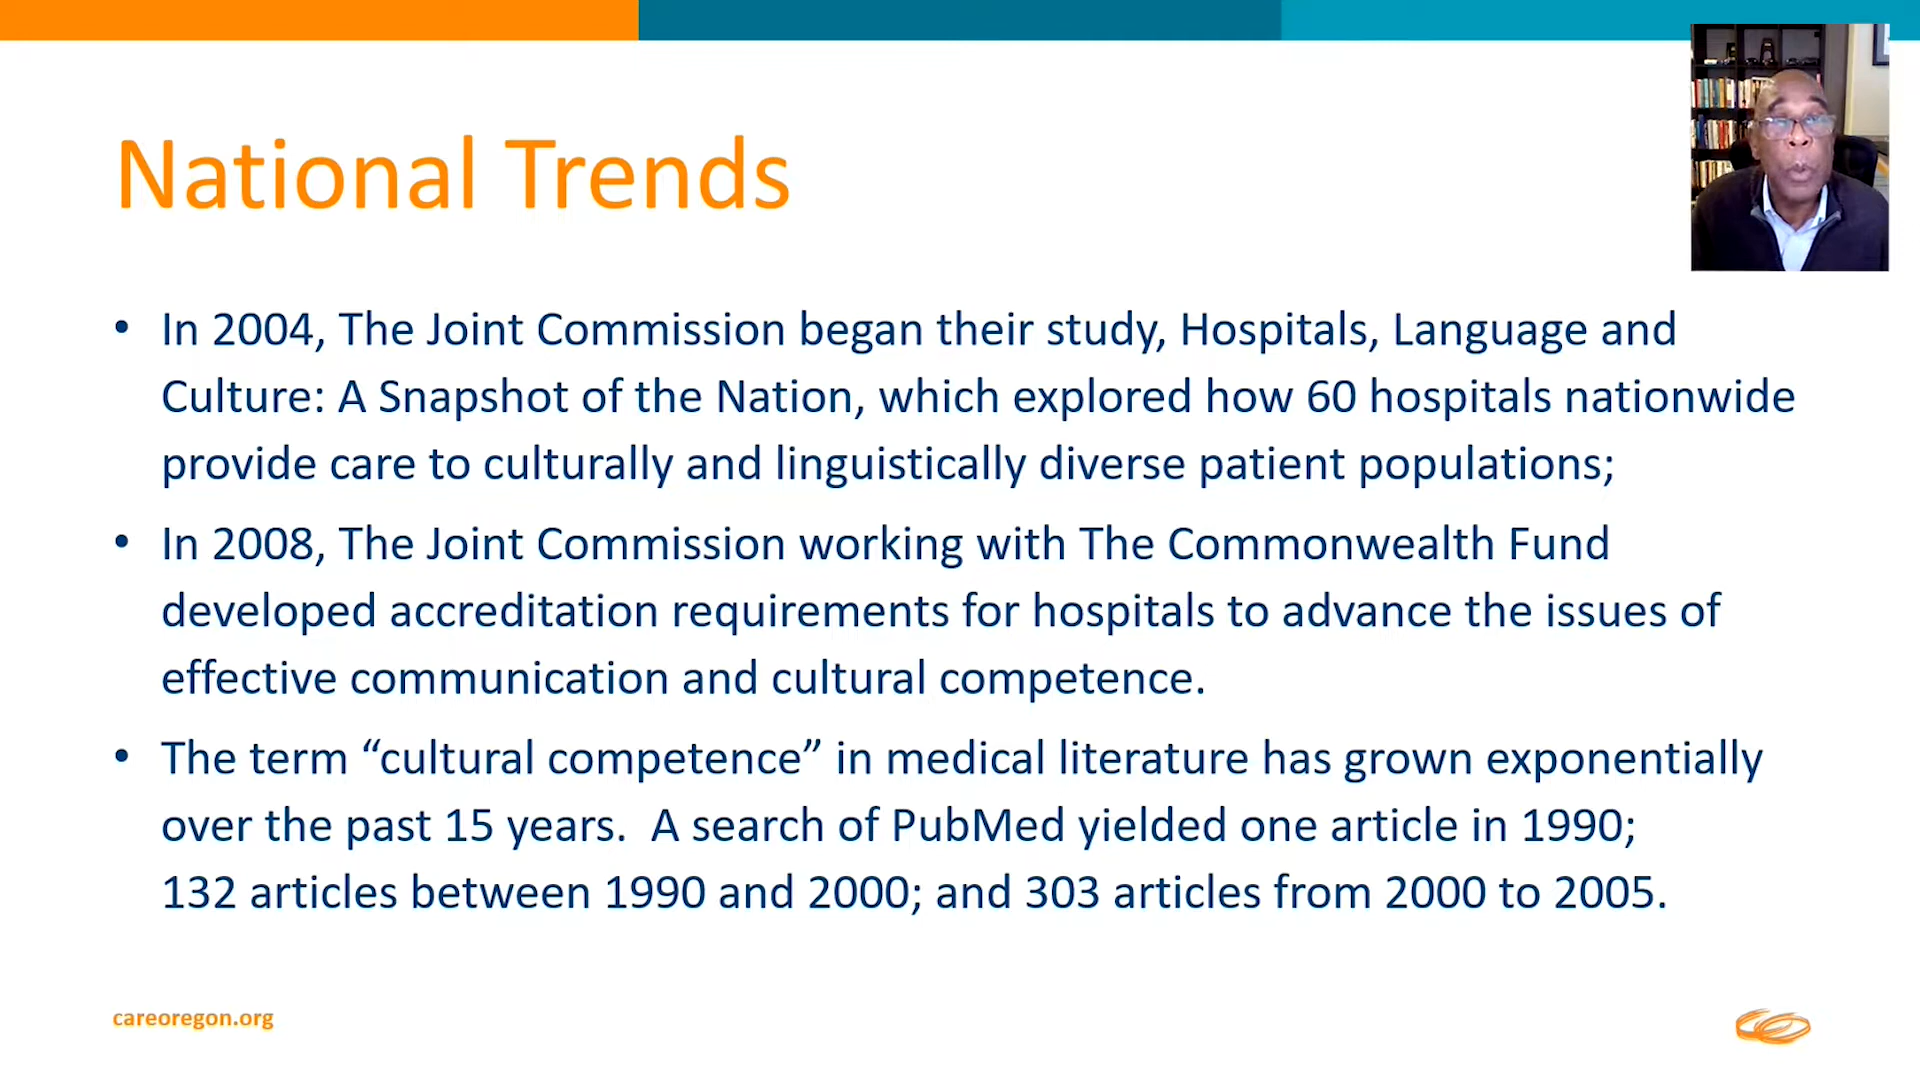 National Trends
• In 2004, The Joint Commission began their study, Hospitals, Language and
Culture: A Snapshot of the Nation, which explored how 60 hospitals nationwide
provide care to culturally and linguistically diverse patient populations;
• In 2008, The Joint Commission working with The Commonwealth Fund
developed accreditation requirements for hospitals to advance the issues of
effective communication and cultural competence.
• The term “cultural competence” in medical literature has grown exponentially
over the past 15 years.  A search of PubMed yielded one article in 1990;
132 articles between 1990 and 2000; and 303 articles from 2000 to 2005.
careoregon.org